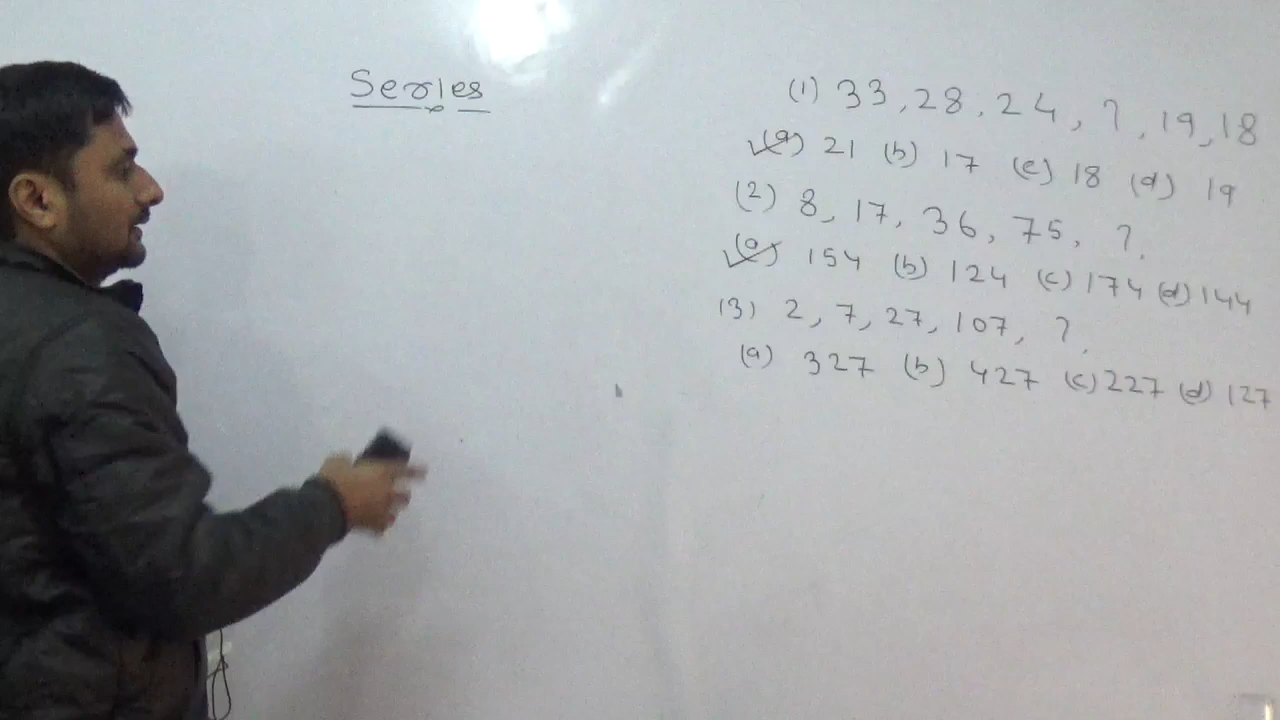 Series
(1) 33, 28, 24, ?, 19, 18
(a) 21 (b) 17 (c) 18 (d) 19
(2) 8, 17, 36, 75, ?.
(a) 154 (b) 124 (c) 174 (d) 144
(3) 2, 7, 27, 107, ?.
(a) 327 (b) 427 (c) 227 (d) 127